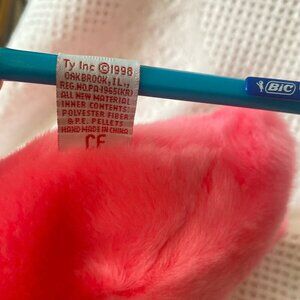 Ty Inc ©1998
OAKBROOK, IL.,
REG.NO.PA-1965(KR)
ALL NEW MATERIAL
INNER CONTENTS:
POLYESTER FIBER
& P.E. PELLETS
HAND MADE IN CHINA
CE
BiC